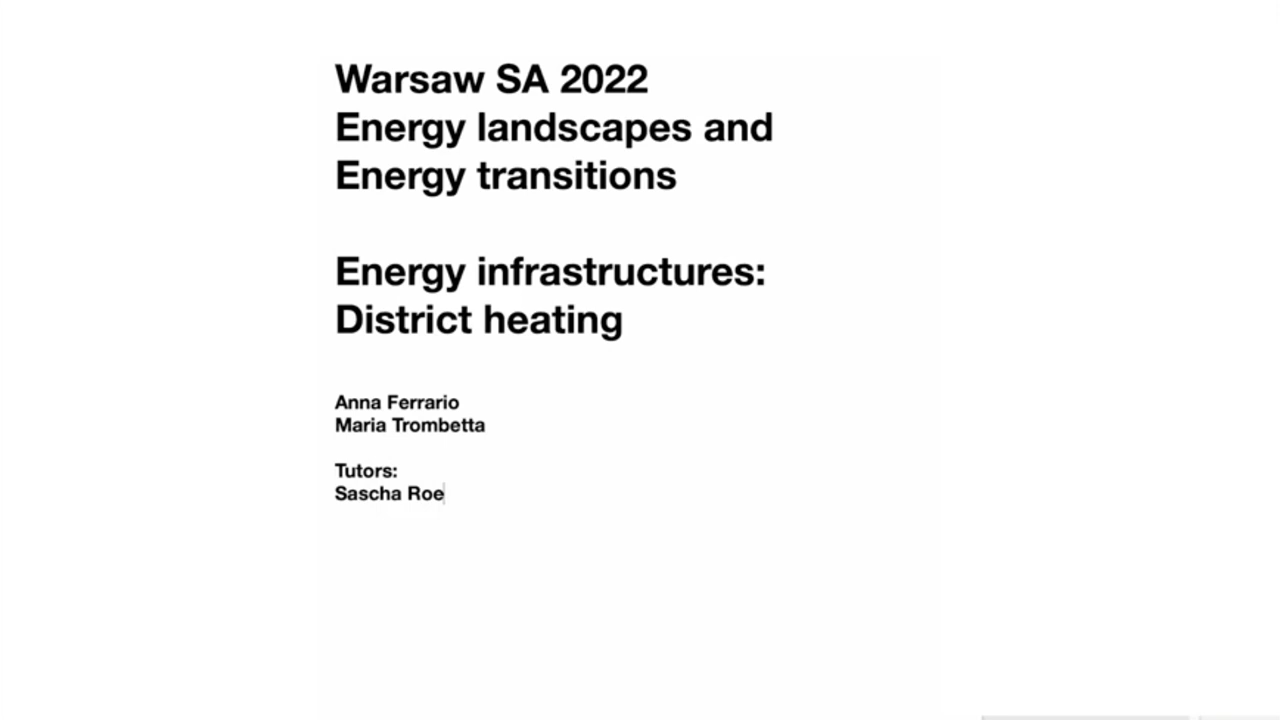 Warsaw SA 2022
Energy landscapes and
Energy transitions
Energy infrastructures:
District heating
Anna Ferrario
Maria Trombetta
Tutors:
Sascha Roe